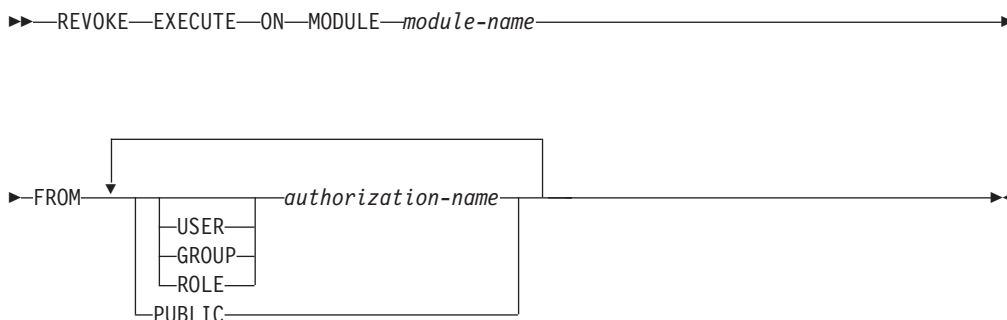 REVOKE EXECUTE ON MODULE module-name
FROM authorization-name
USER
GROUP
ROLE
PUBLIC